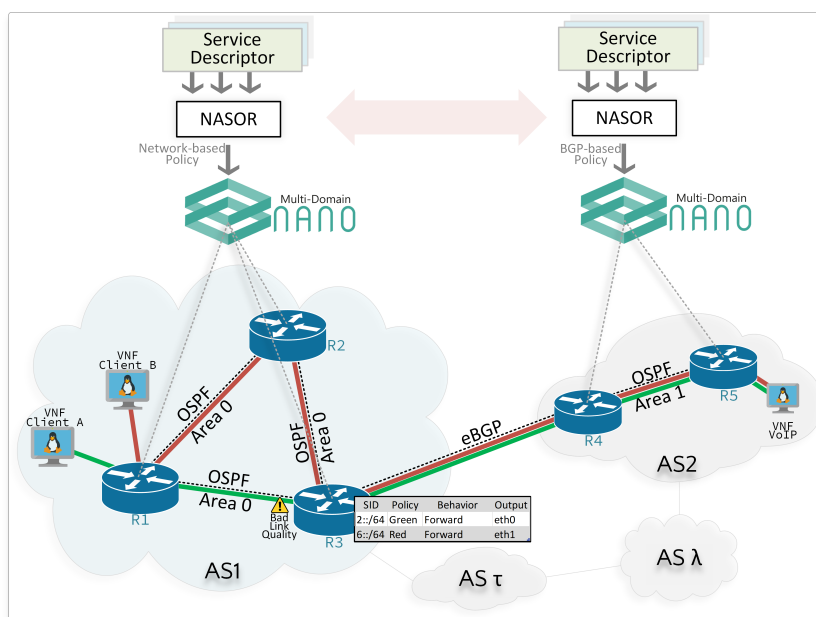 Service
Descriptor
NASOR
Network-based
Policy
Multi-Domain
NANO
Service
Descriptor
NASOR
BGP-based
Policy
Multi-Domain
NANO
R2
VNF
Client B
VNF
Client A
OSPF
Area 0
OSPF
Area 0
OSPF
Area 0
R1
Bad
Link
Quality
R3
AS1
eBGP
SID Policy Behavior Output
2::/64 Green Forward eth0
6::/64 Red Forward eth1
R4
OSPF
Area 1
R5
VNF
VoIP
AS2
AS τ
AS λ